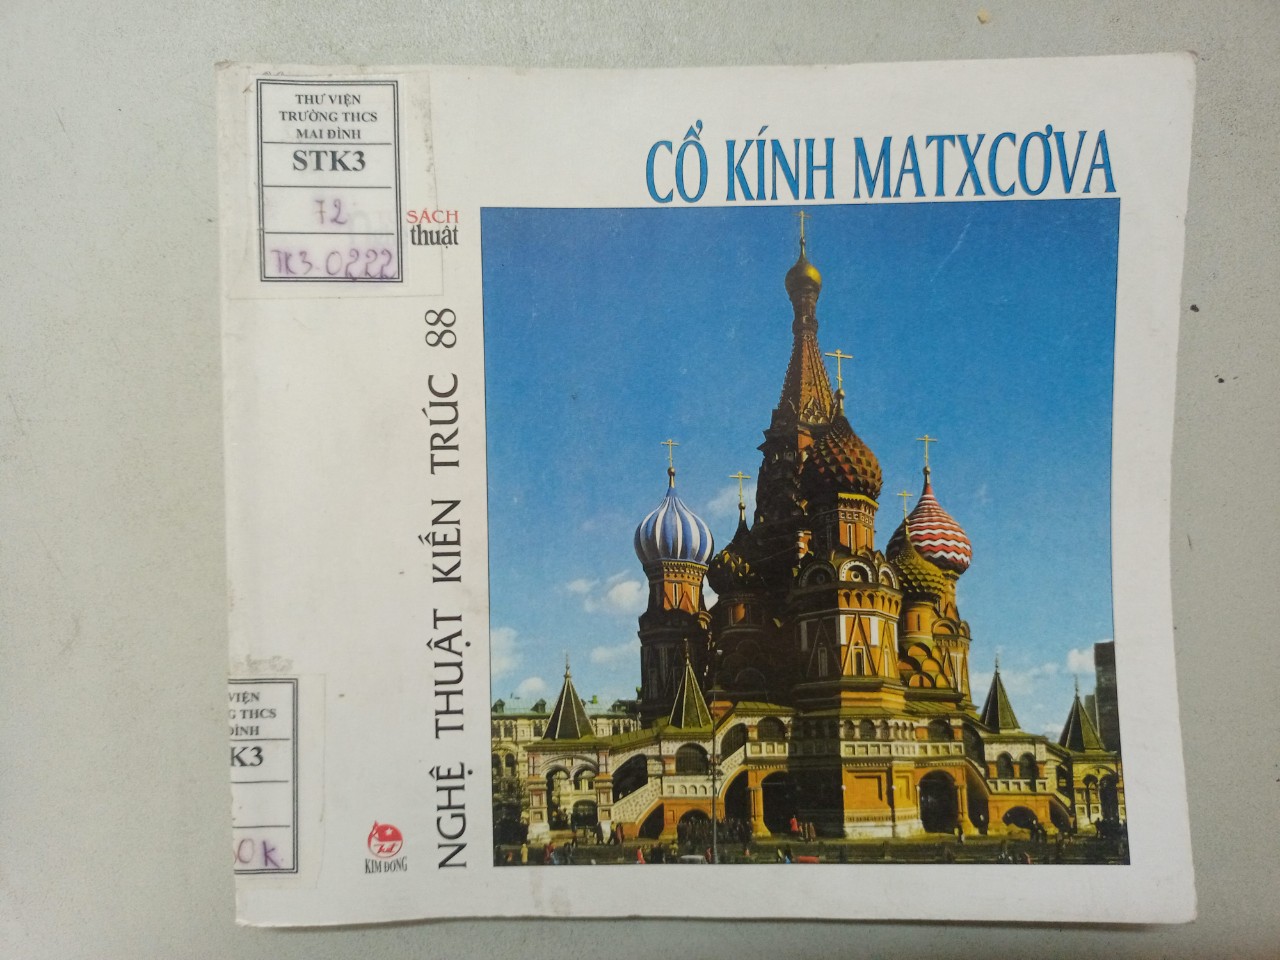 THƯ VIỆN
TRƯỜNG THCS
MAI ĐÌNH
STK3
72
TK3.0222
CỔ KÍNH MATXCƠVA
SÁCH
thuật
NGHỆ THUẬT KIẾN TRÚC 88
VIỆN
G THCS
ĐÌNH
K3
50K.
KIM ĐỒNG